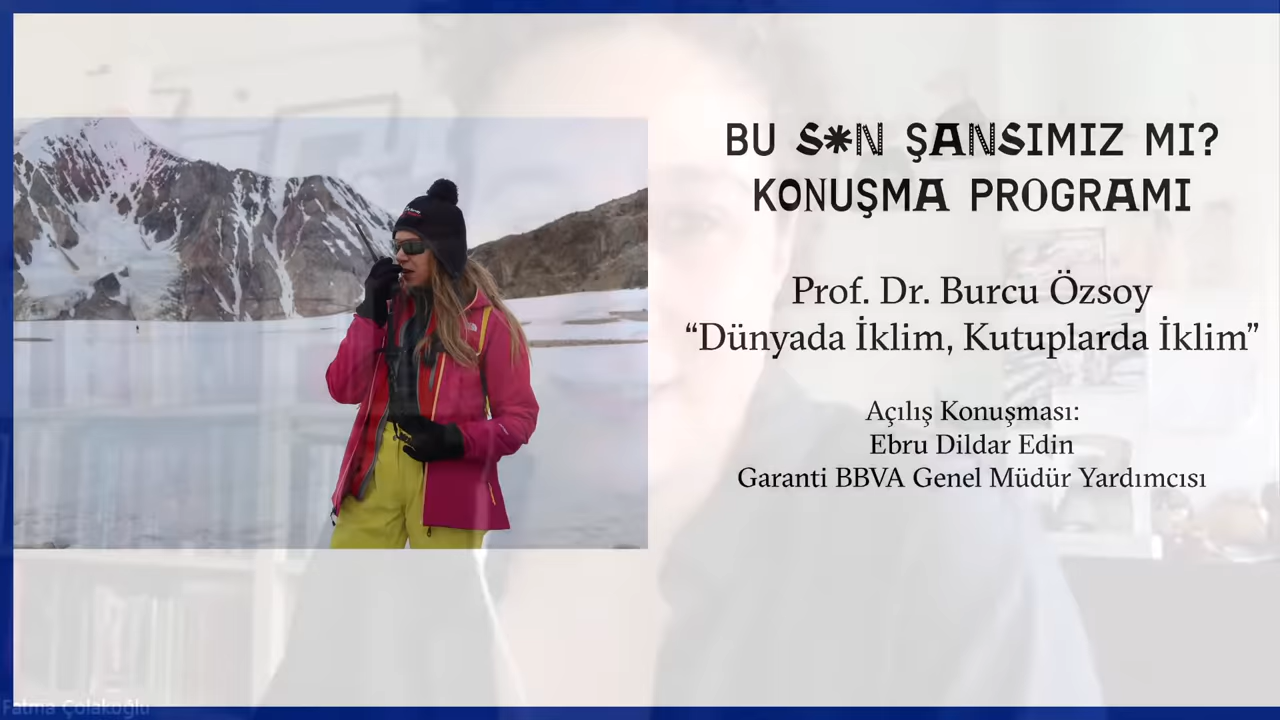 BU S*N ŞANSIMIZ MI?
KONUŞMA PROGRAMI
Prof. Dr. Burcu Özsoy
“Dünyada İklim, Kutuplarda İklim”
Açılış Konuşması:
Ebru Dildar Edin
Garanti BBVA Genel Müdür Yardımcısı
Fatma Çolakoğlu